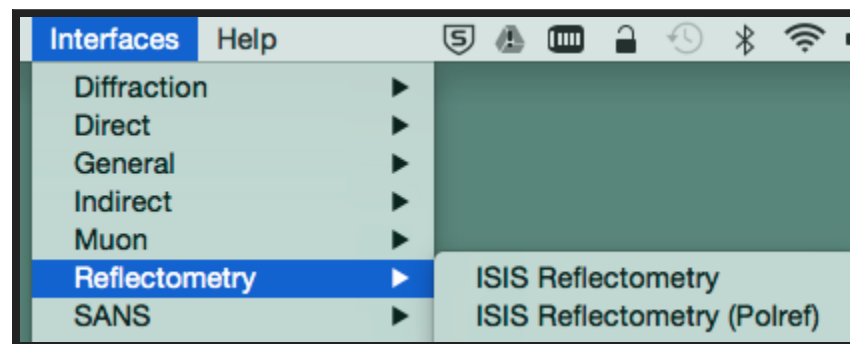 Interfaces Help
Diffraction
Direct
General
Indirect
Muon
Reflectometry
SANS
ISIS Reflectometry
ISIS Reflectometry (Polref)